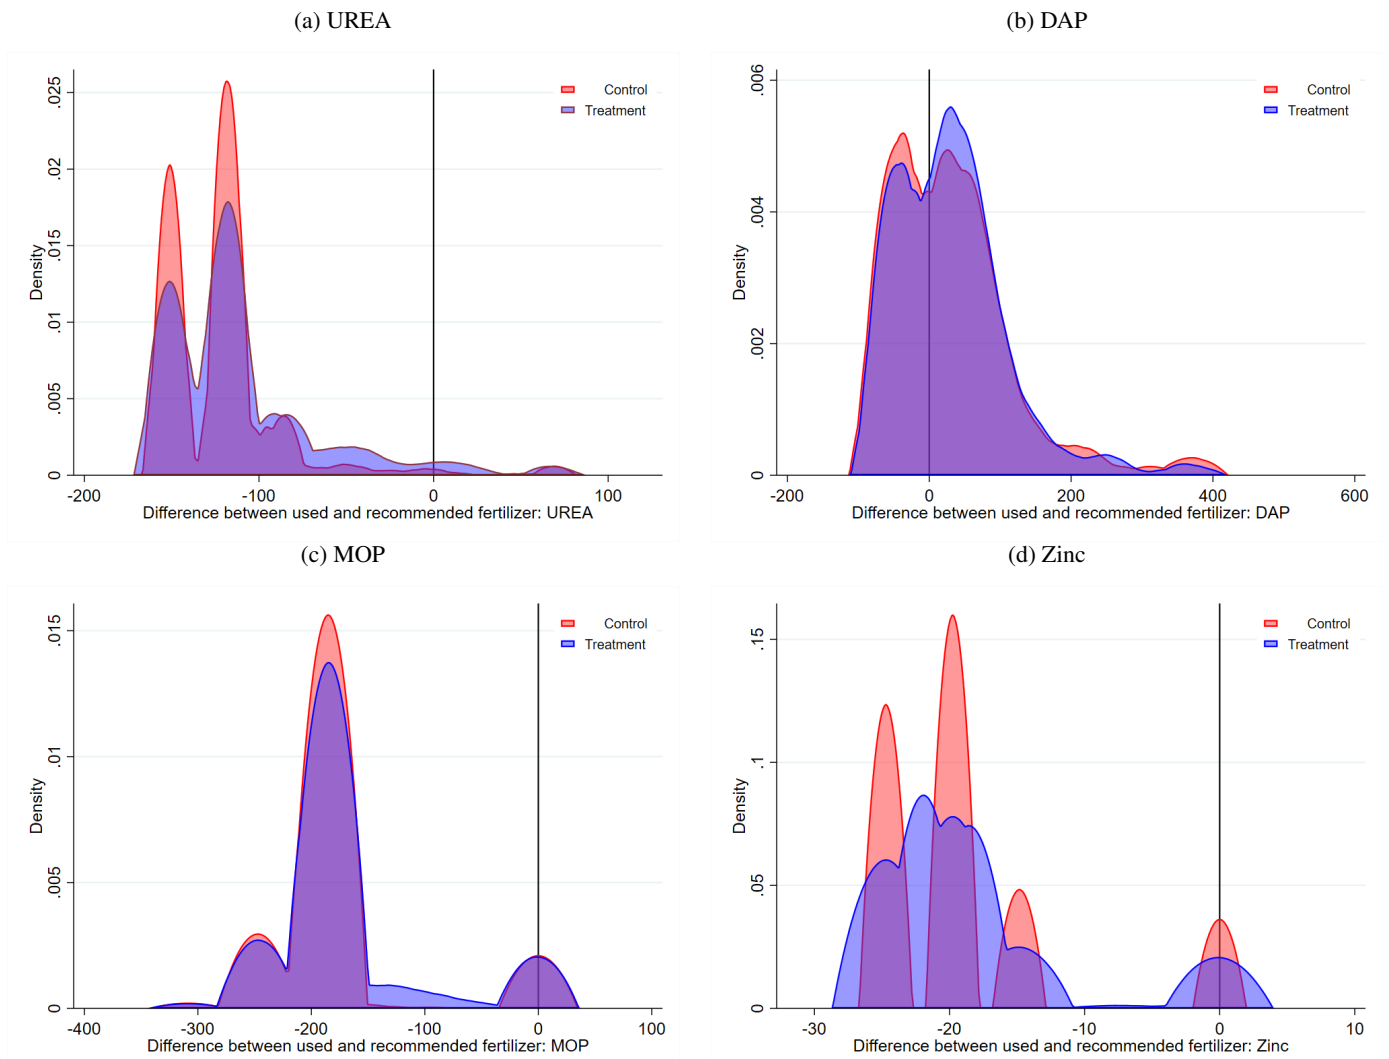 (a) UREA
.025
.02
.015
.01
.005
0
Density
Control
Treatment
-200 -100 0 100
Difference between used and recommended fertilizer: UREA
(b) DAP
.006
.004
.002
0
Density
Control
Treatment
-200 0 200 400 600
Difference between used and recommended fertilizer: DAP
(c) MOP
.015
.01
.005
0
Density
Control
Treatment
-400 -300 -200 -100 0 100
Difference between used and recommended fertilizer: MOP
(d) Zinc
.15
.1
.05
0
Density
Control
Treatment
-30 -20 -10 0 10
Difference between used and recommended fertilizer: Zinc